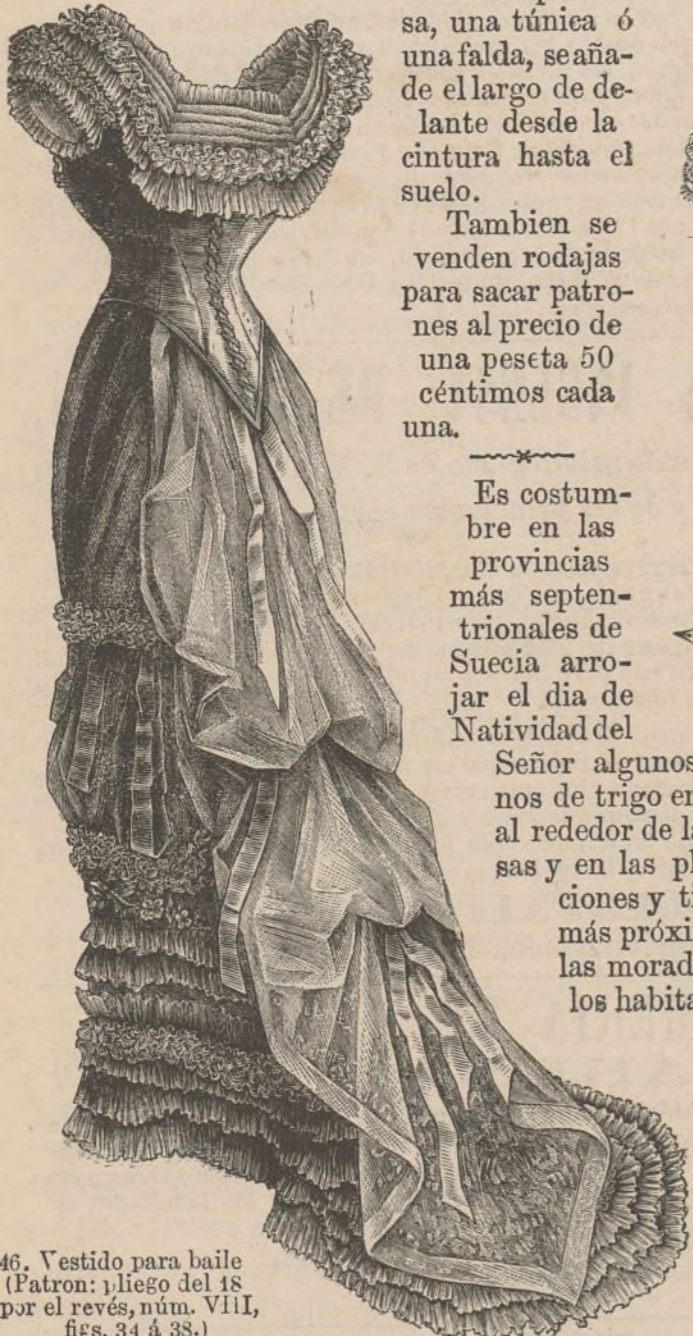 sa, una túnica ó
una falda, se aña-
de el largo de de-
lante desde la
cintura hasta el
suelo.
Tambien se
venden rodajas
para sacar patro-
nes al precio de
una peseta 50
céntimos cada
una.
Es costum-
bre en las
provincias
más septen-
trionales de
Suecia arro-
jar el dia de
Natividad del
Señor algunos
nos de trigo en
al rededor de
sas y en las
ciones y
más
las
los
46. Vestido para baile
(Patron: pliego del 18
por el revés, núm. VIII,
figs. 34 á 38.)